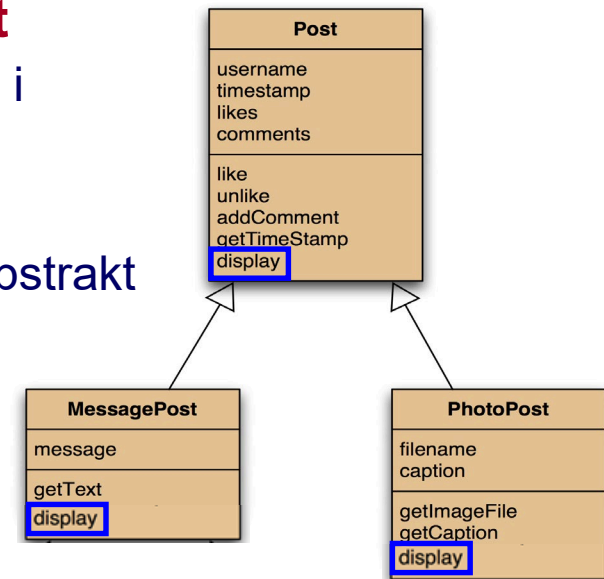 t
i
bstrakt
Post
username
timestamp
likes
comments
like
unlike
addComment
getTimeStamp
display
MessagePost
message
getText
display
PhotoPost
filename
caption
getImageFile
getCaption
display